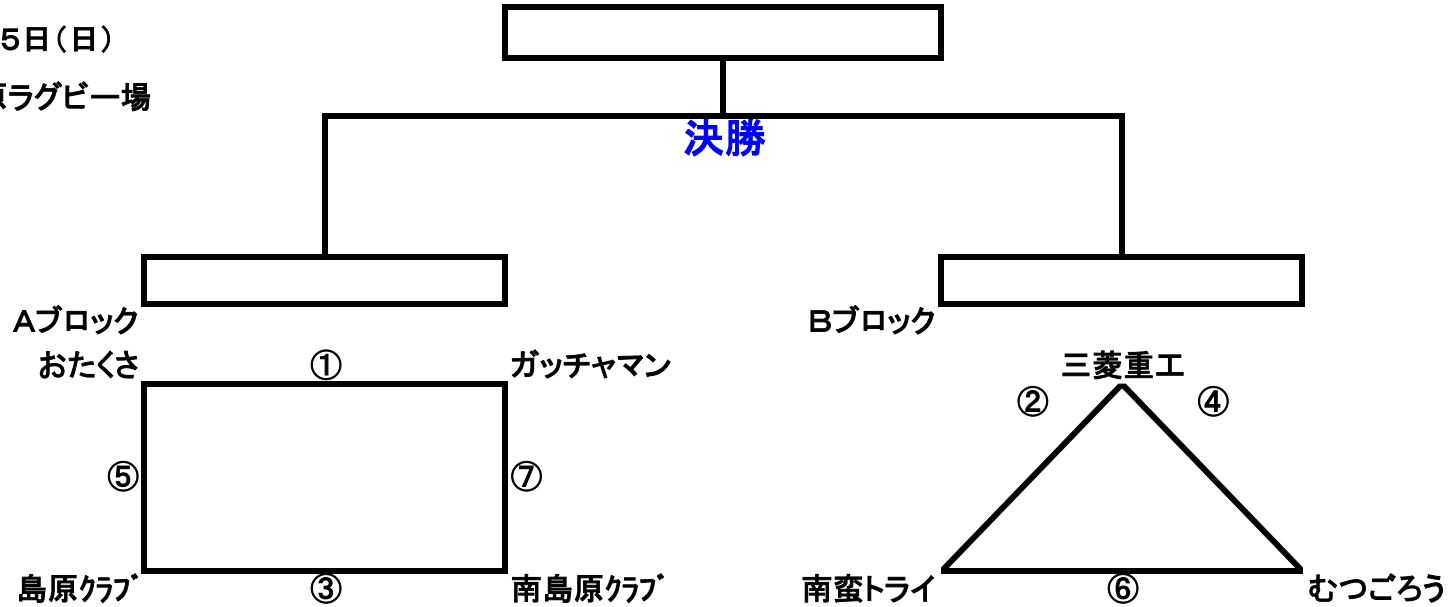 5日(日)
原ラグビー場
決勝
Aブロック
Bブロック
おたくさ
①
ガッチャマン
三菱重工
②
④
⑤
⑦
島原クラブ
③
南島原クラブ
南蛮トライ
⑥
むつごろう